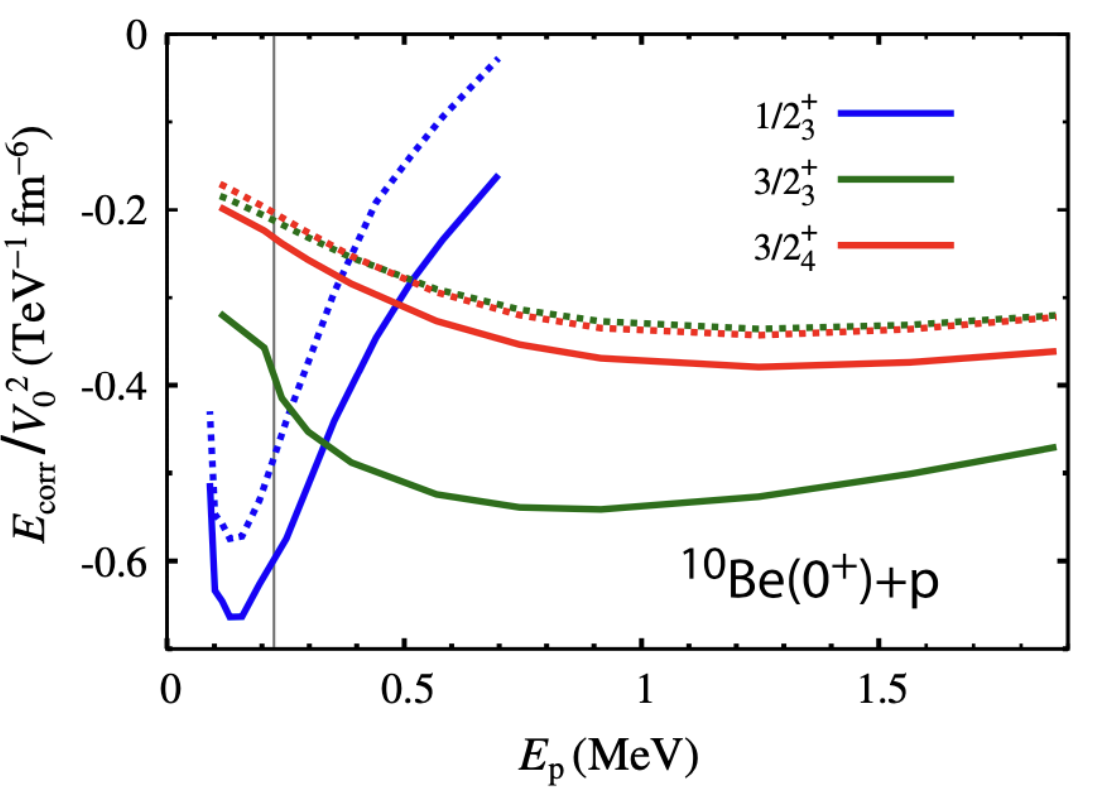 0
-0.2
-0.4
-0.6
E_corr/V_0^2 (TeV^−1 fm^−6)
1/2_3^+
3/2_3^+
3/2_4^+
^10Be(0^+)+p
0 0.5 1 1.5
E_p (MeV)